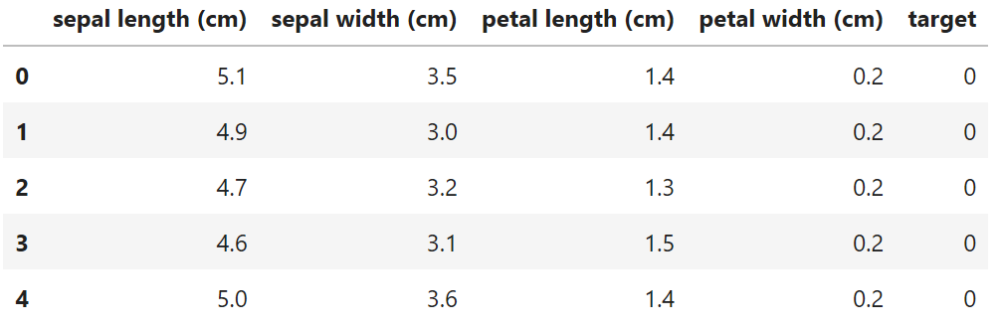 sepal length (cm) sepal width (cm) petal length (cm) petal width (cm) target
0 5.1 3.5 1.4 0.2 0
1 4.9 3.0 1.4 0.2 0
2 4.7 3.2 1.3 0.2 0
3 4.6 3.1 1.5 0.2 0
4 5.0 3.6 1.4 0.2 0